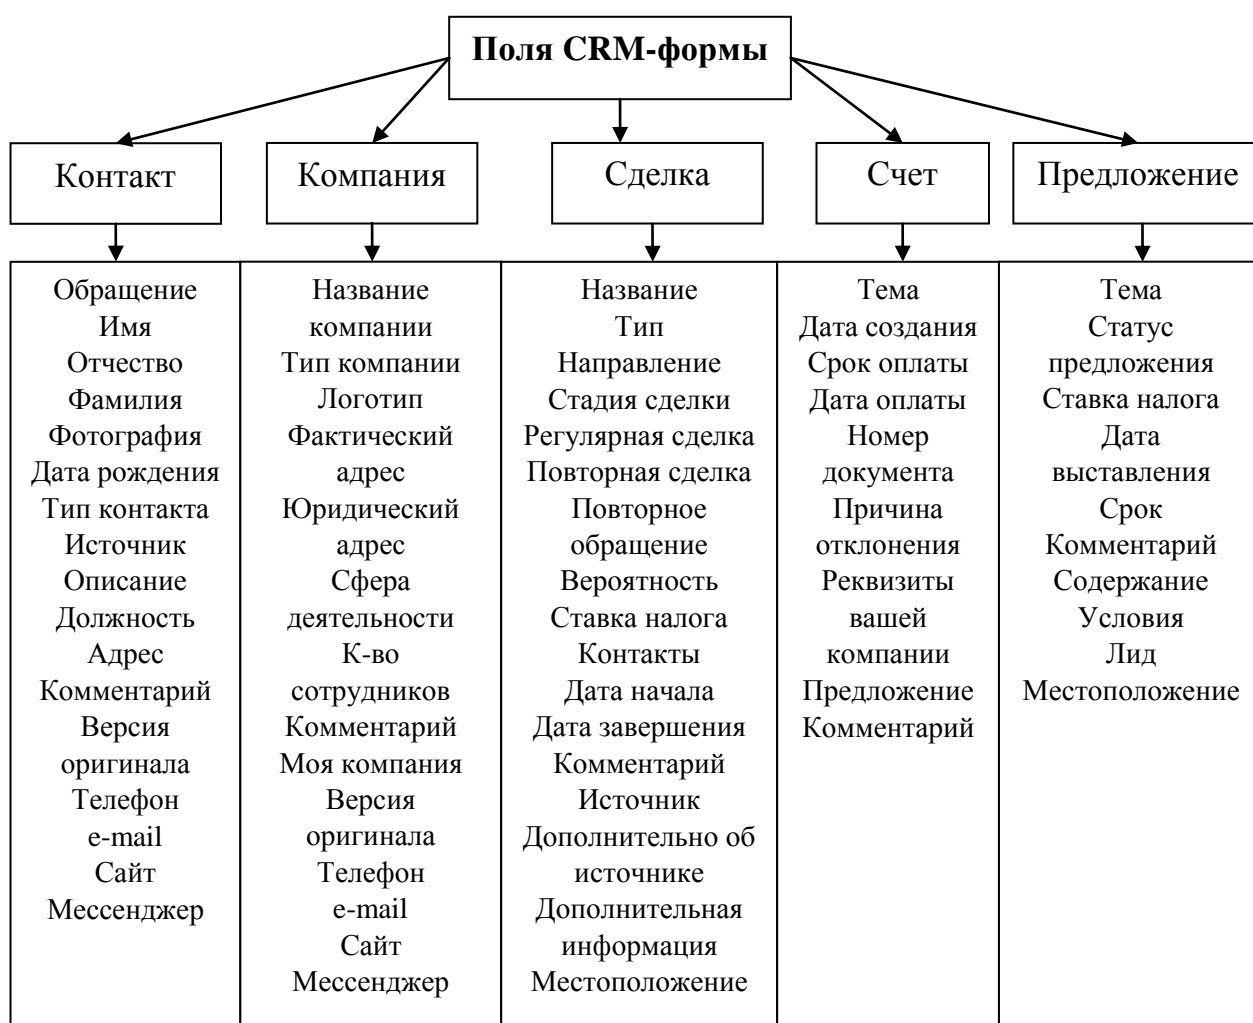 Поля CRM-формы
Контакт
Компания
Сделка
Счет
Предложение
Обращение
Имя
Отчество
Фамилия
Фотография
Дата рождения
Тип контакта
Источник
Описание
Должность
Адрес
Комментарий
Версия
оригинала
Телефон
e-mail
Сайт
Мессенджер
Название
компании
Тип компании
Логотип
Фактический
адрес
Юридический
адрес
Сфера
деятельности
К-во
сотрудников
Комментарий
Моя компания
Версия
оригинала
Телефон
e-mail
Сайт
Мессенджер
Название
Тип
Направление
Стадия сделки
Регулярная сделка
Повторная сделка
Повторное
обращение
Вероятность
Ставка налога
Контакты
Дата начала
Дата завершения
Комментарий
Источник
Дополнительно об
источнике
Дополнительная
информация
Местоположение
Тема
Дата создания
Срок оплаты
Дата оплаты
Номер
документа
Причина
отклонения
Реквизиты
вашей
компании
Предложение
Комментарий
Тема
Статус
предложения
Ставка налога
Дата
выставления
Срок
Комментарий
Содержание
Условия
Лид
Местоположение